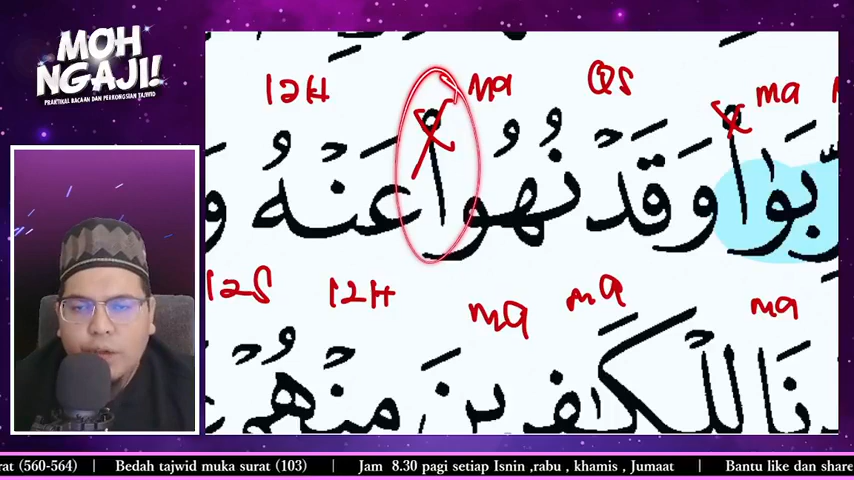 MOH
NGAJI!
PRAKTIKAL BACAAN DAN PERKONGSIAN TAJWID
12H ma QS ma
رِّبَوٰا۟ وَقَدْ نُهُوا۟ عَنْهُ وَ
12S 12H ma ma ma
نَا لِلْكَـٰفِرِينَ مِنْهُمْ
rat (560-564) | Bedah tajwid muka surat (103) | Jam 8.30 pagi setiap Isnin ,rabu , khamis , Jumaat | Bantu like dan share